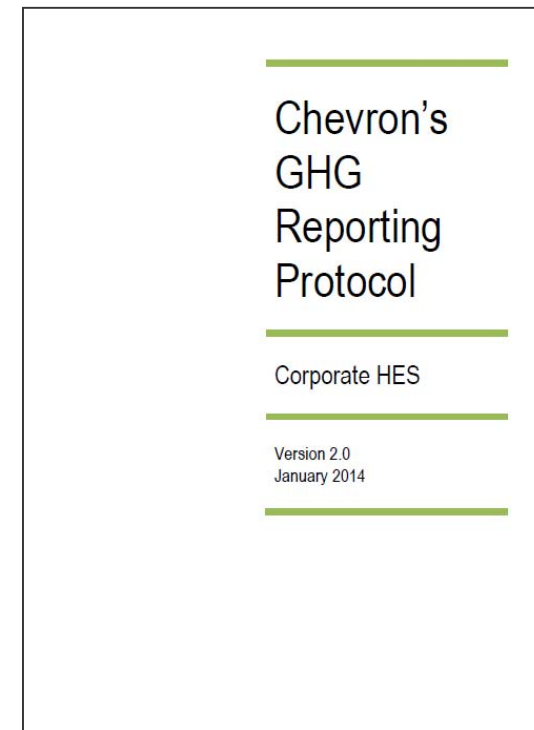 Chevron's
GHG
Reporting
Protocol
Corporate HES
Version 2.0
January 2014